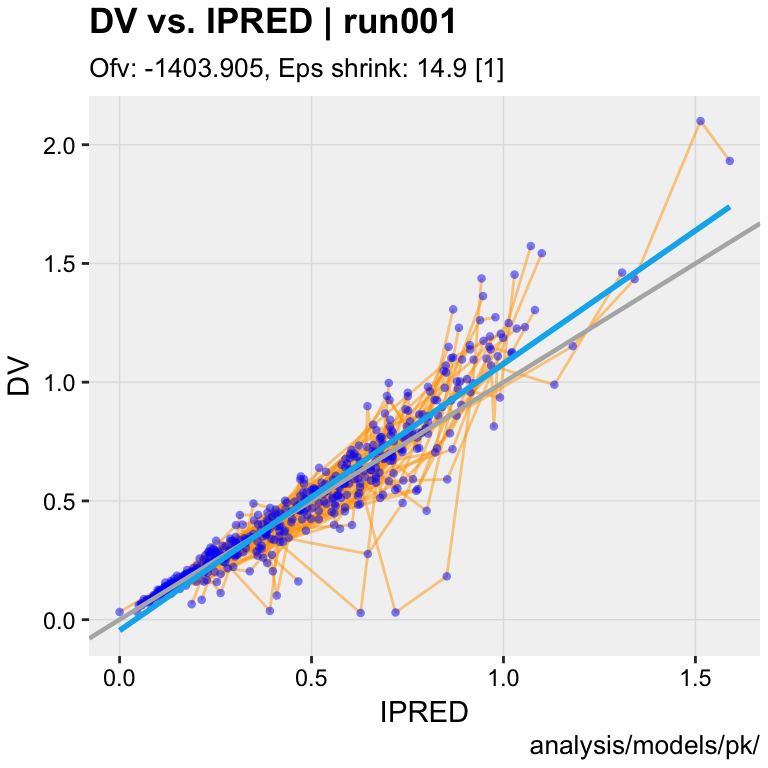 DV vs. IPRED | run001
Ofv: -1403.905, Eps shrink: 14.9 [1]
2.0
1.5
1.0
0.5
0.0
DV
0.0 0.5 1.0 1.5
IPRED
analysis/models/pk/